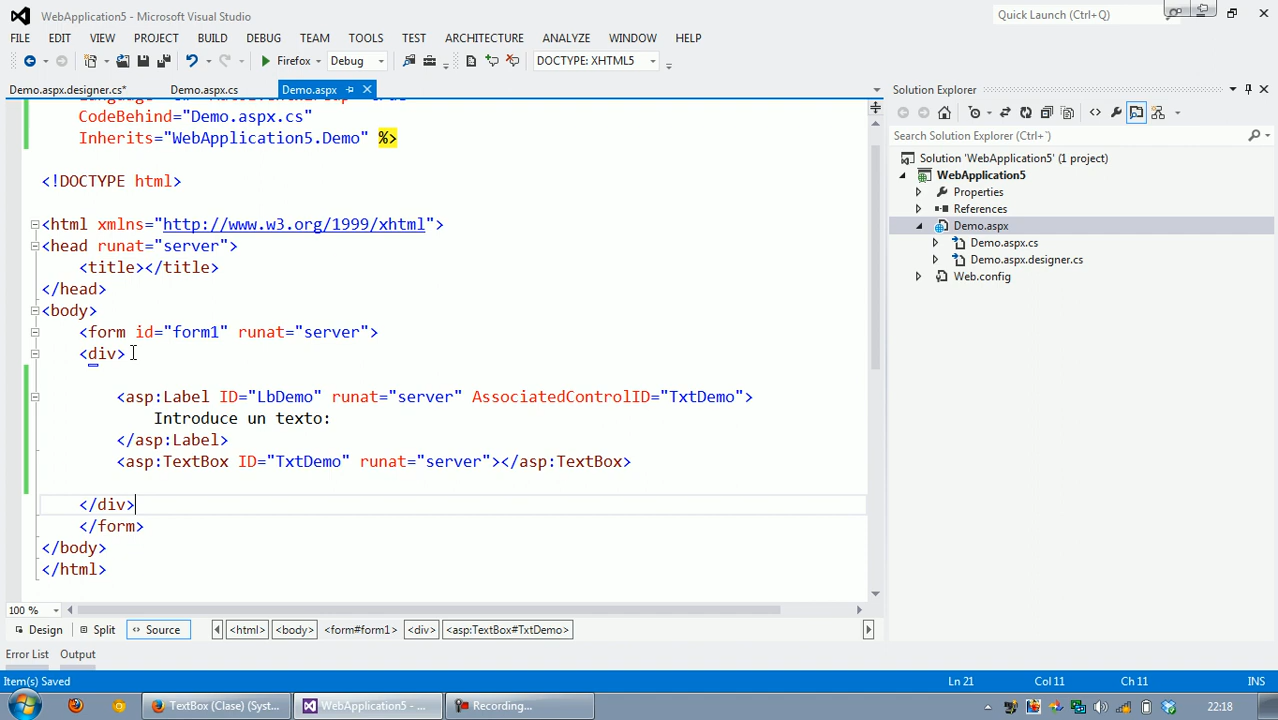 WebApplication5 - Microsoft Visual Studio
Quick Launch (Ctrl+Q)
FILE EDIT VIEW PROJECT BUILD DEBUG TEAM TOOLS TEST ARCHITECTURE ANALYZE WINDOW HELP
Firefox Debug DOCTYPE: XHTML5
Demo.aspx.designer.cs* Demo.aspx.cs Demo.aspx
CodeBehind="Demo.aspx.cs"
Inherits="WebApplication5.Demo" %>
<!DOCTYPE html>
<html xmlns="http://www.w3.org/1999/xhtml">
<head runat="server">
<title></title>
</head>
<body>
<form id="form1" runat="server">
<div>
<asp:Label ID="LbDemo" runat="server" AssociatedControlID="TxtDemo">
Introduce un texto:
</asp:Label>
<asp:TextBox ID="TxtDemo" runat="server"></asp:TextBox>
</div>
</form>
</body>
</html>
100 %
Design Split Source <html> <body> <form#form1> <div> <asp:TextBox#TxtDemo>
Error List Output
Solution Explorer
Search Solution Explorer (Ctrl+`)
Solution 'WebApplication5' (1 project)
WebApplication5
Properties
References
Demo.aspx
Demo.aspx.cs
Demo.aspx.designer.cs
Web.config
Item(s) Saved Ln 21 Col 11 Ch 11 INS
TextBox (Clase) (Syst... WebApplication5 - ... Recording... 22:18